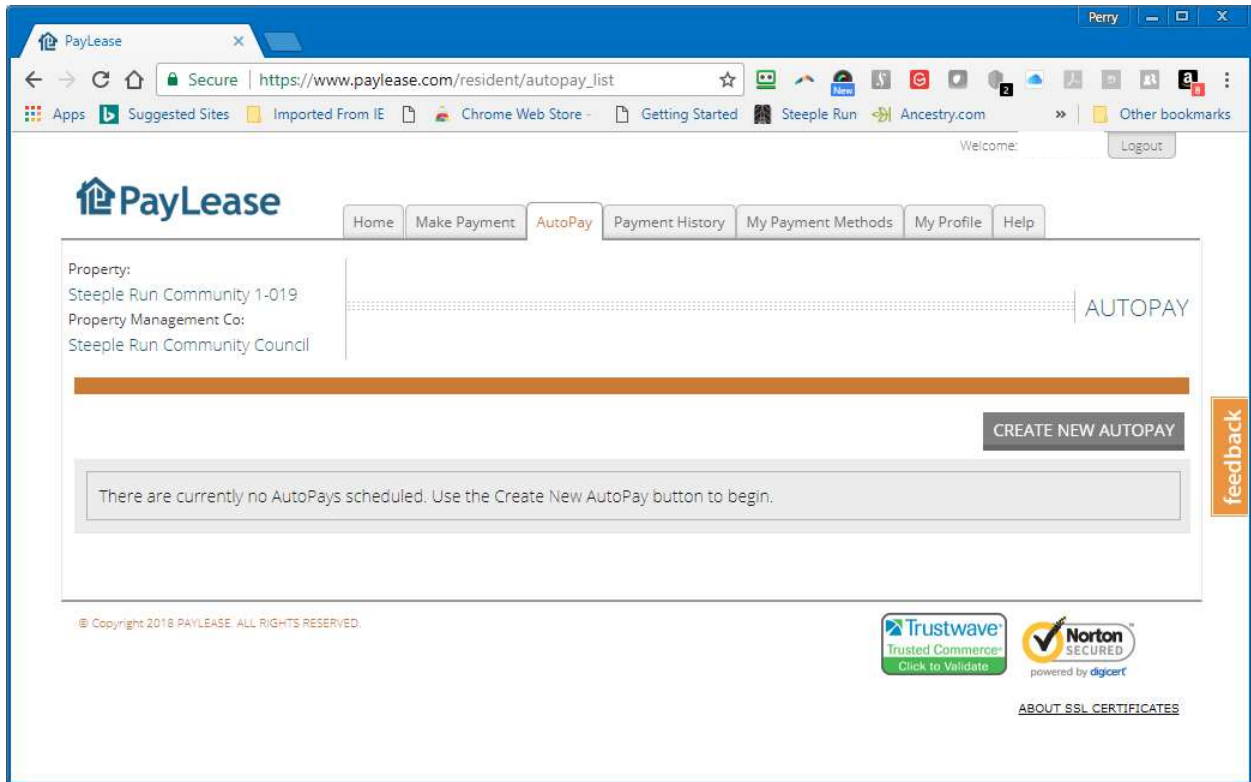 Perry
PayLease
Secure | https://www.paylease.com/resident/autopay_list
New
2
8
Apps Suggested Sites Imported From IE Chrome Web Store - Getting Started Steeple Run Ancestry.com » Other bookmarks
Welcome: Logout
PayLease
Home Make Payment AutoPay Payment History My Payment Methods My Profile Help
Property:
Steeple Run Community 1-019
Property Management Co:
Steeple Run Community Council
AUTOPAY
CREATE NEW AUTOPAY
feedback
There are currently no AutoPays scheduled. Use the Create New AutoPay button to begin.
© Copyright 2018 PAYLEASE. ALL RIGHTS RESERVED.
Trustwave
Trusted Commerce
Click to Validate
Norton
SECURED
powered by digicert
ABOUT SSL CERTIFICATES